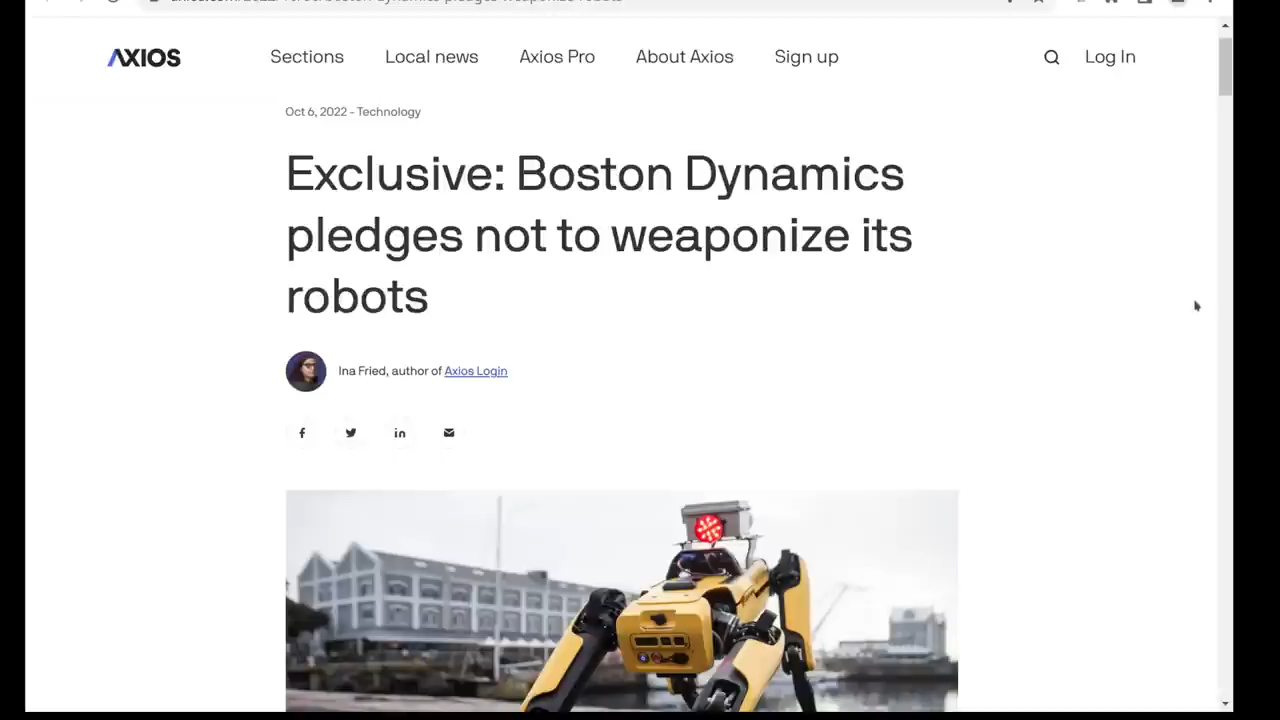 AXIOS
Sections Local news Axios Pro About Axios Sign up Log In
Oct 6, 2022 - Technology
Exclusive: Boston Dynamics
pledges not to weaponize its
robots
Ina Fried, author of Axios Login